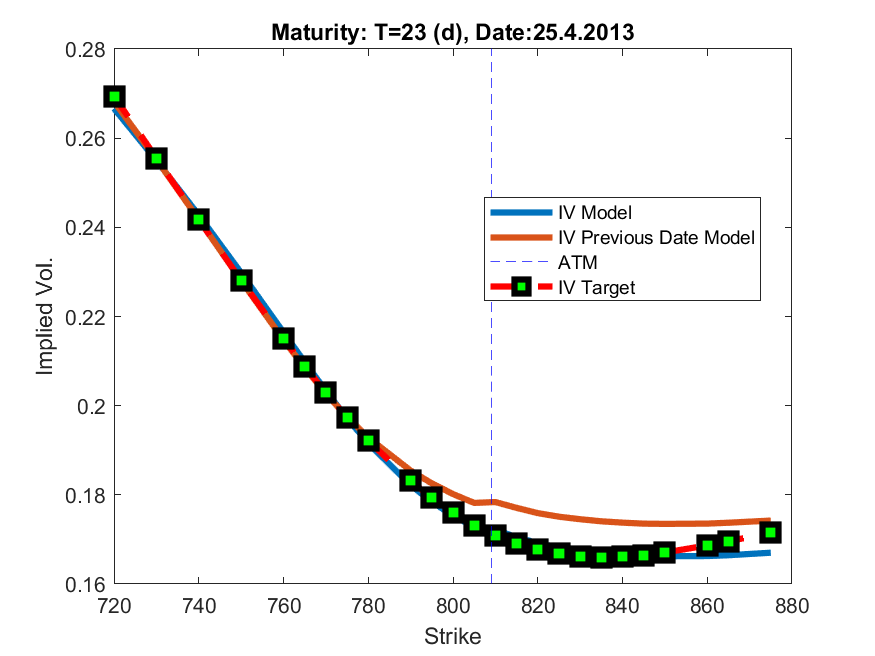 Maturity: T=23 (d), Date:25.4.2013
0.28
0.26
0.24
0.22
0.2
0.18
0.16
Implied Vol.
IV Model
IV Previous Date Model
ATM
IV Target
720 740 760 780 800 820 840 860 880
Strike